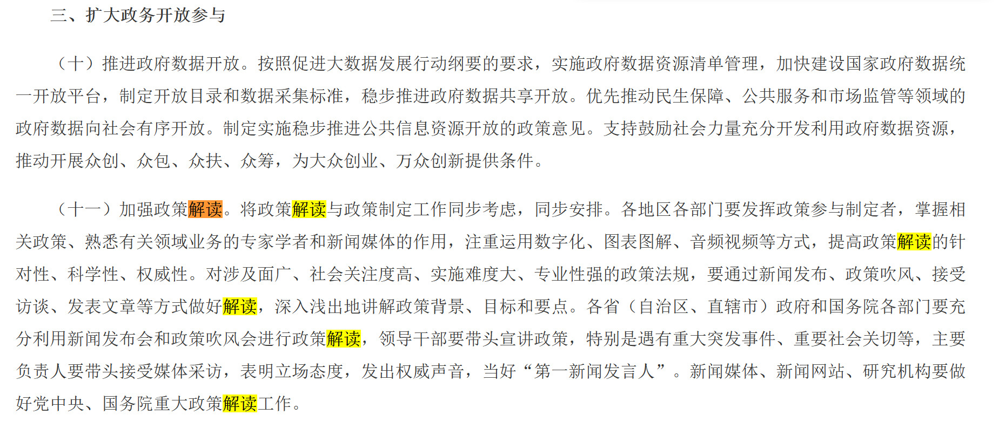 三、扩大政务开放参与
（十）推进政府数据开放。按照促进大数据发展行动纲要的要求，实施政府数据资源清单管理，加快建设国家政府数据统
一开放平台，制定开放目录和数据采集标准，稳步推进政府数据共享开放。优先推动民生保障、公共服务和市场监管等领域的
政府数据向社会有序开放。制定实施稳步推进公共信息资源开放的政策意见。支持鼓励社会力量充分开发利用政府数据资源，
推动开展众创、众包、众扶、众筹，为大众创业、万众创新提供条件。
（十一）加强政策解读。将政策解读与政策制定工作同步考虑，同步安排。各地区各部门要发挥政策参与制定者，掌握相
关政策、熟悉有关领域业务的专家学者和新闻媒体的作用，注重运用数字化、图表图解、音频视频等方式，提高政策解读的针
对性、科学性、权威性。对涉及面广、社会关注度高、实施难度大、专业性强的政策法规，要通过新闻发布、政策吹风、接受
访谈、发表文章等方式做好解读，深入浅出地讲解政策背景、目标和要点。各省（自治区、直辖市）政府和国务院各部门要充
分利用新闻发布会和政策吹风会进行政策解读，领导干部要带头宣讲政策，特别是遇有重大突发事件、重要社会关切等，主要
负责人要带头接受媒体采访，表明立场态度，发出权威声音，当好“第一新闻发言人”。新闻媒体、新闻网站、研究机构要做
好党中央、国务院重大政策解读工作。